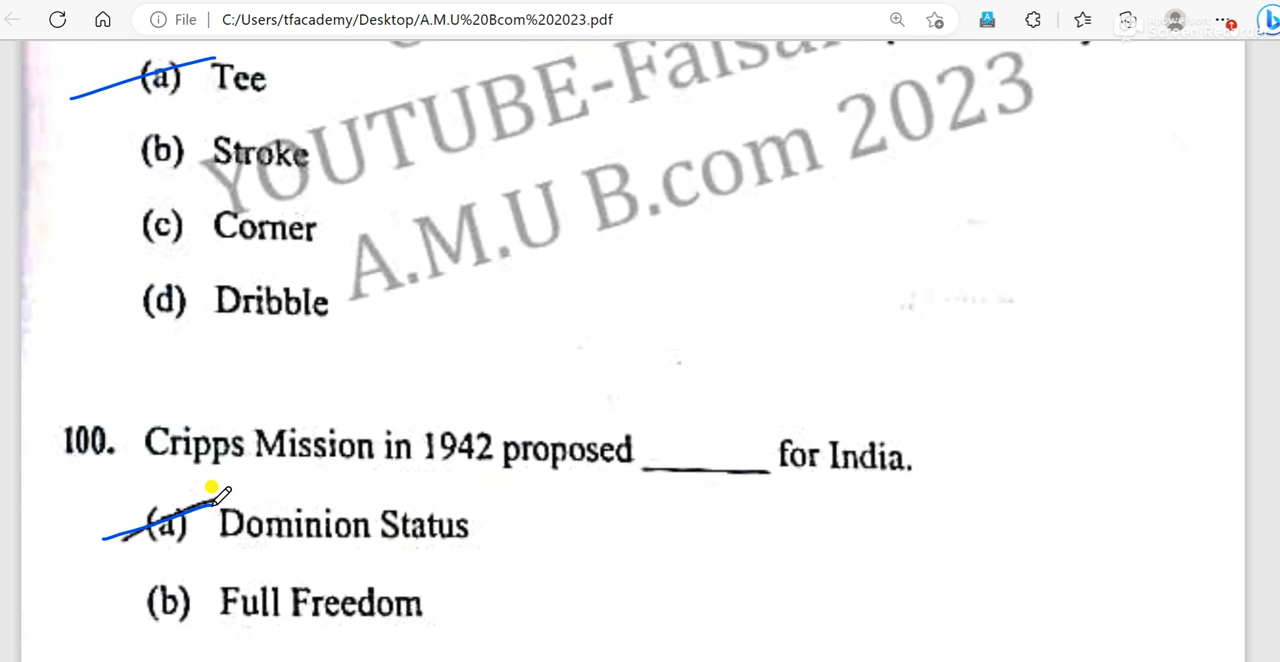 File
C:/Users/tfacademy/Desktop/A.M.U%20Bcom%202023.pdf
(a) Tee
(b) Stroke
(c) Corner
(d) Dribble
YOUTUBE-Faisal
A.M.U B.com 2023
100. Cripps Mission in 1942 proposed ______ for India.
(a) Dominion Status
(b) Full Freedom